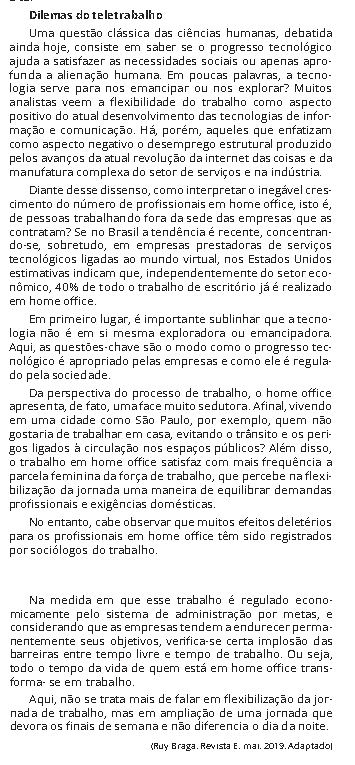 Dilemas do teletrabalho
Uma questão clássica das ciências humanas, debatida
ainda hoje, consiste em saber se o progresso tecnológico
ajuda a satisfazer as necessidades sociais ou apenas apro-
funda a alienação humana. Em poucas palavras, a tecno-
logia serve para nos emancipar ou nos explorar? Muitos
analistas veem a flexibilidade do trabalho como aspecto
positivo do atual desenvolvimento das tecnologias de infor-
mação e comunicação. Há, porém, aqueles que enfatizam
como aspecto negativo o desemprego estrutural produzido
pelos avanços da atual revolução da internet das coisas e da
manufatura complexa do setor de serviços e na indústria.
Diante desse dissenso, como interpretar o inegável cres-
cimento do número de profissionais em home office, isto é,
de pessoas trabalhando fora da sede das empresas que as
contratam? Se no Brasil a tendência é recente, concentran-
do-se, sobretudo, em empresas prestadoras de serviços
tecnológicos ligadas ao mundo virtual, nos Estados Unidos
estimativas indicam que, independentemente do setor eco-
nômico, 40% de todo o trabalho de escritório já é realizado
em home office.
Em primeiro lugar, é importante sublinhar que a tecno-
logia não é em si mesma exploradora ou emancipadora.
Aqui, as questões-chave são o modo como o progresso tec-
nológico é apropriado pelas empresas e como ele é regula-
do pela sociedade.
Da perspectiva do processo de trabalho, o home office
apresenta, de fato, uma face muito sedutora. Afinal, vivendo
em uma cidade como São Paulo, por exemplo, quem não
gostaria de trabalhar em casa, evitando o trânsito e os peri-
gos ligados à circulação nos espaços públicos? Além disso,
o trabalho em home office satisfaz com mais frequência a
parcela feminina da força de trabalho, que percebe na flexi-
bilização da jornada uma maneira de equilibrar demandas
profissionais e exigências domésticas.
No entanto, cabe observar que muitos efeitos deletérios
para os profissionais em home office têm sido registrados
por sociólogos do trabalho.
Na medida em que esse trabalho é regulado econo-
micamente pelo sistema de administração por metas, e
considerando que as empresas tendem a endurecer perma-
nentemente seus objetivos, verifica-se certa implosão das
barreiras entre tempo livre e tempo de trabalho. Ou seja,
todo o tempo da vida de quem está em home office trans-
forma- se em trabalho.
Aqui, não se trata mais de falar em flexibilização da jor-
nada de trabalho, mas em ampliação de uma jornada que
devora os finais de semana e não diferencia o dia da noite.
(Ruy Braga. Revista E. mai. 2019. Adaptado)